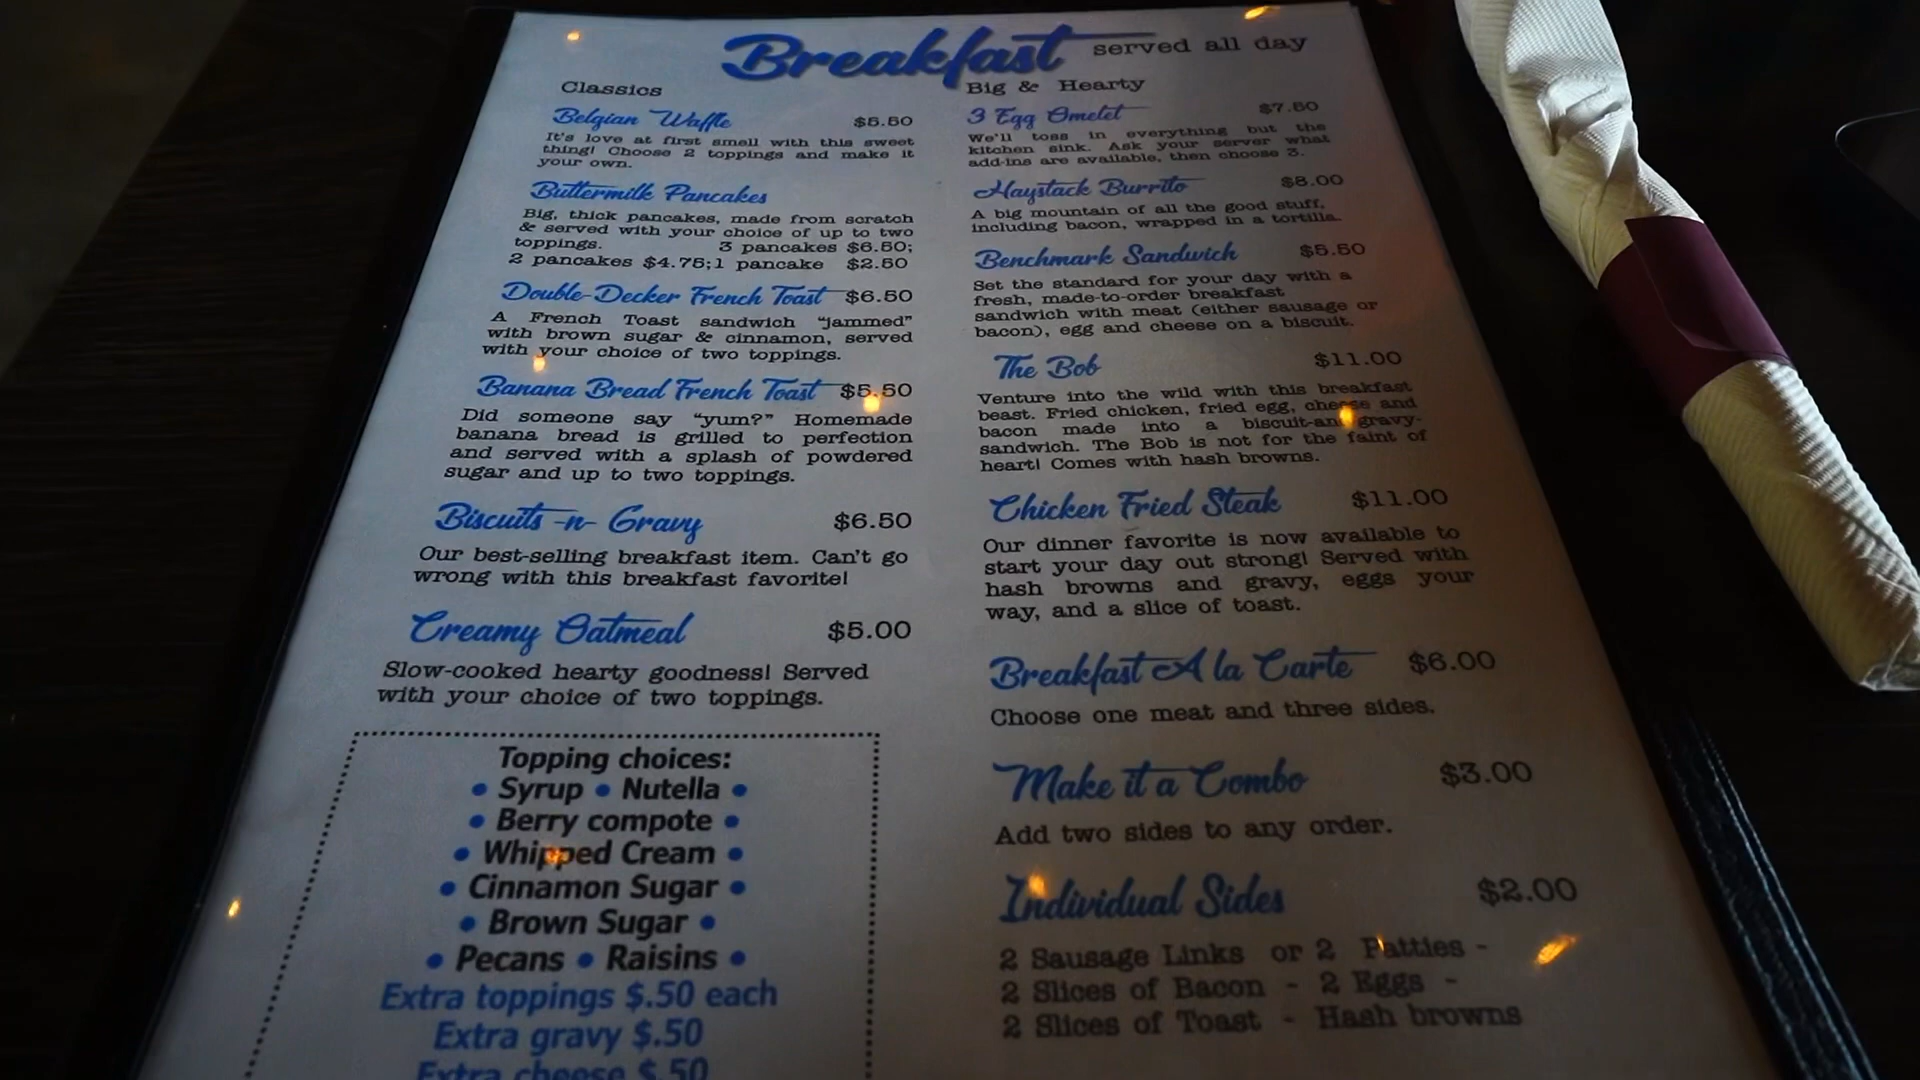 Breakfast served all day
Classics
Belgian Waffle $5.50
It's love at first smell with this sweet
thing! Choose 2 toppings and make it
your own.
Buttermilk Pancakes
Big, thick pancakes, made from scratch
& served with your choice of up to two
toppings. 3 pancakes $6.50;
2 pancakes $4.75;1 pancake $2.50
Double-Decker French Toast $6.50
A French Toast sandwich "jammed"
with brown sugar & cinnamon, served
with your choice of two toppings.
Banana Bread French Toast $5.50
Did someone say "yum?" Homemade
banana bread is grilled to perfection
and served with a splash of powdered
sugar and up to two toppings.
Biscuits -n- Gravy $6.50
Our best-selling breakfast item. Can't go
wrong with this breakfast favorite!
Creamy Oatmeal $5.00
Slow-cooked hearty goodness! Served
with your choice of two toppings.
Topping choices:
• Syrup • Nutella •
• Berry compote •
• Whipped Cream •
• Cinnamon Sugar •
• Brown Sugar •
• Pecans • Raisins •
Extra toppings $.50 each
Extra gravy $.50
Extra cheese $.50
Big & Hearty
3 Egg Omelet $7.50
We'll toss in everything but the
kitchen sink. Ask your server what
add-ins are available, then choose 3.
Haystack Burrito $8.00
A big mountain of all the good stuff,
including bacon, wrapped in a tortilla.
Benchmark Sandwich $5.50
Set the standard for your day with a
fresh, made-to-order breakfast
sandwich with meat (either sausage or
bacon), egg and cheese on a biscuit.
The Bob $11.00
Venture into the wild with this breakfast
beast. Fried chicken, fried egg, cheese and
bacon made into a biscuit-and-gravy-
sandwich. The Bob is not for the faint of
heart! Comes with hash browns.
Chicken Fried Steak $11.00
Our dinner favorite is now available to
start your day out strong! Served with
hash browns and gravy, eggs your
way, and a slice of toast.
Breakfast A la Carte $6.00
Choose one meat and three sides.
Make it a Combo $3.00
Add two sides to any order.
Individual Sides $2.00
2 Sausage Links or 2 Patties -
2 Slices of Bacon - 2 Eggs -
2 Slices of Toast - Hash browns